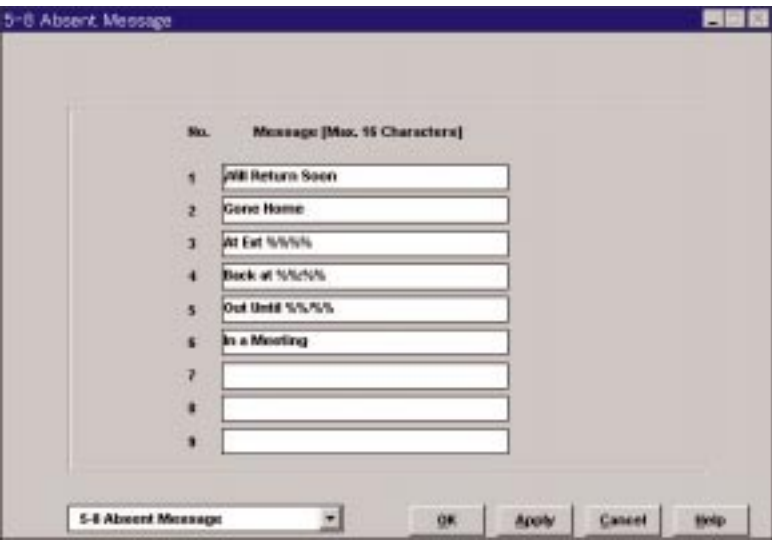 5-8 Absent Message
No. Message [Max. 16 Characters]
1 Will Return Soon
2 Gone Home
3 At Ext %%%%
4 Back at %%:%%
5 Out Until %%/%%
6 In a Meeting
7
8
9
5-8 Absent Message
OK Apply Cancel Help